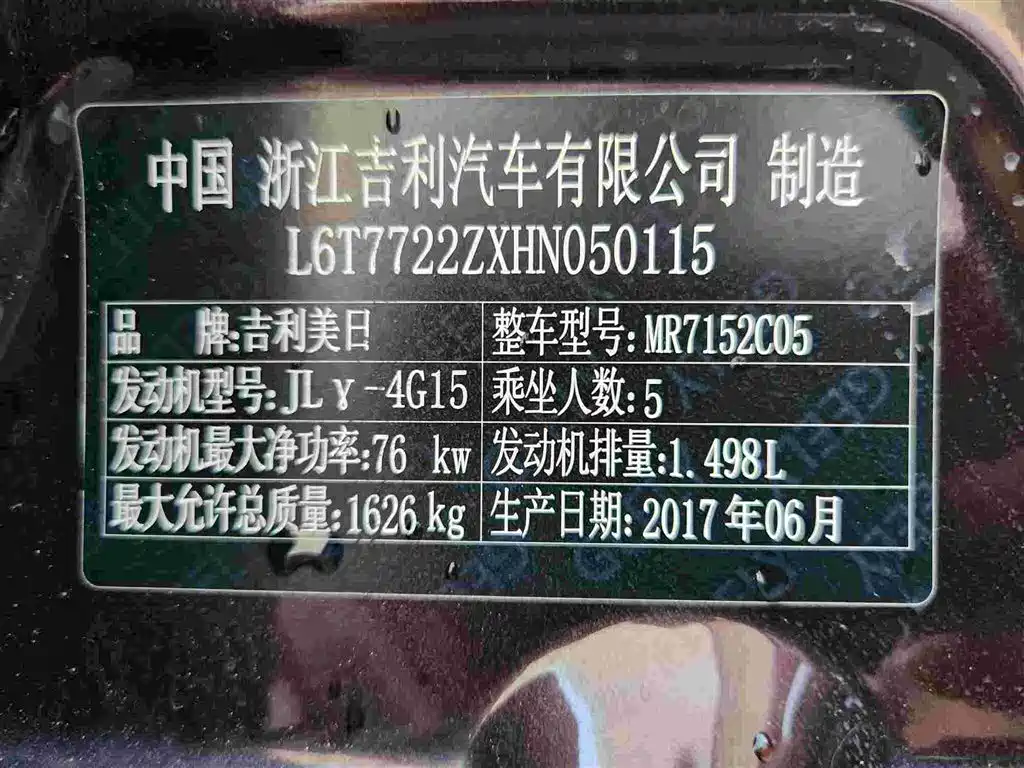 中国 浙江吉利汽车有限公司 制造
L6T7722ZXHN050115
品 牌:吉利美日 整车型号:MR7152C05
发动机型号:JLγ-4G15 乘坐人数:5
发动机最大净功率:76 kw 发动机排量:1.498L
最大允许总质量:1626kg 生产日期:2017年06月